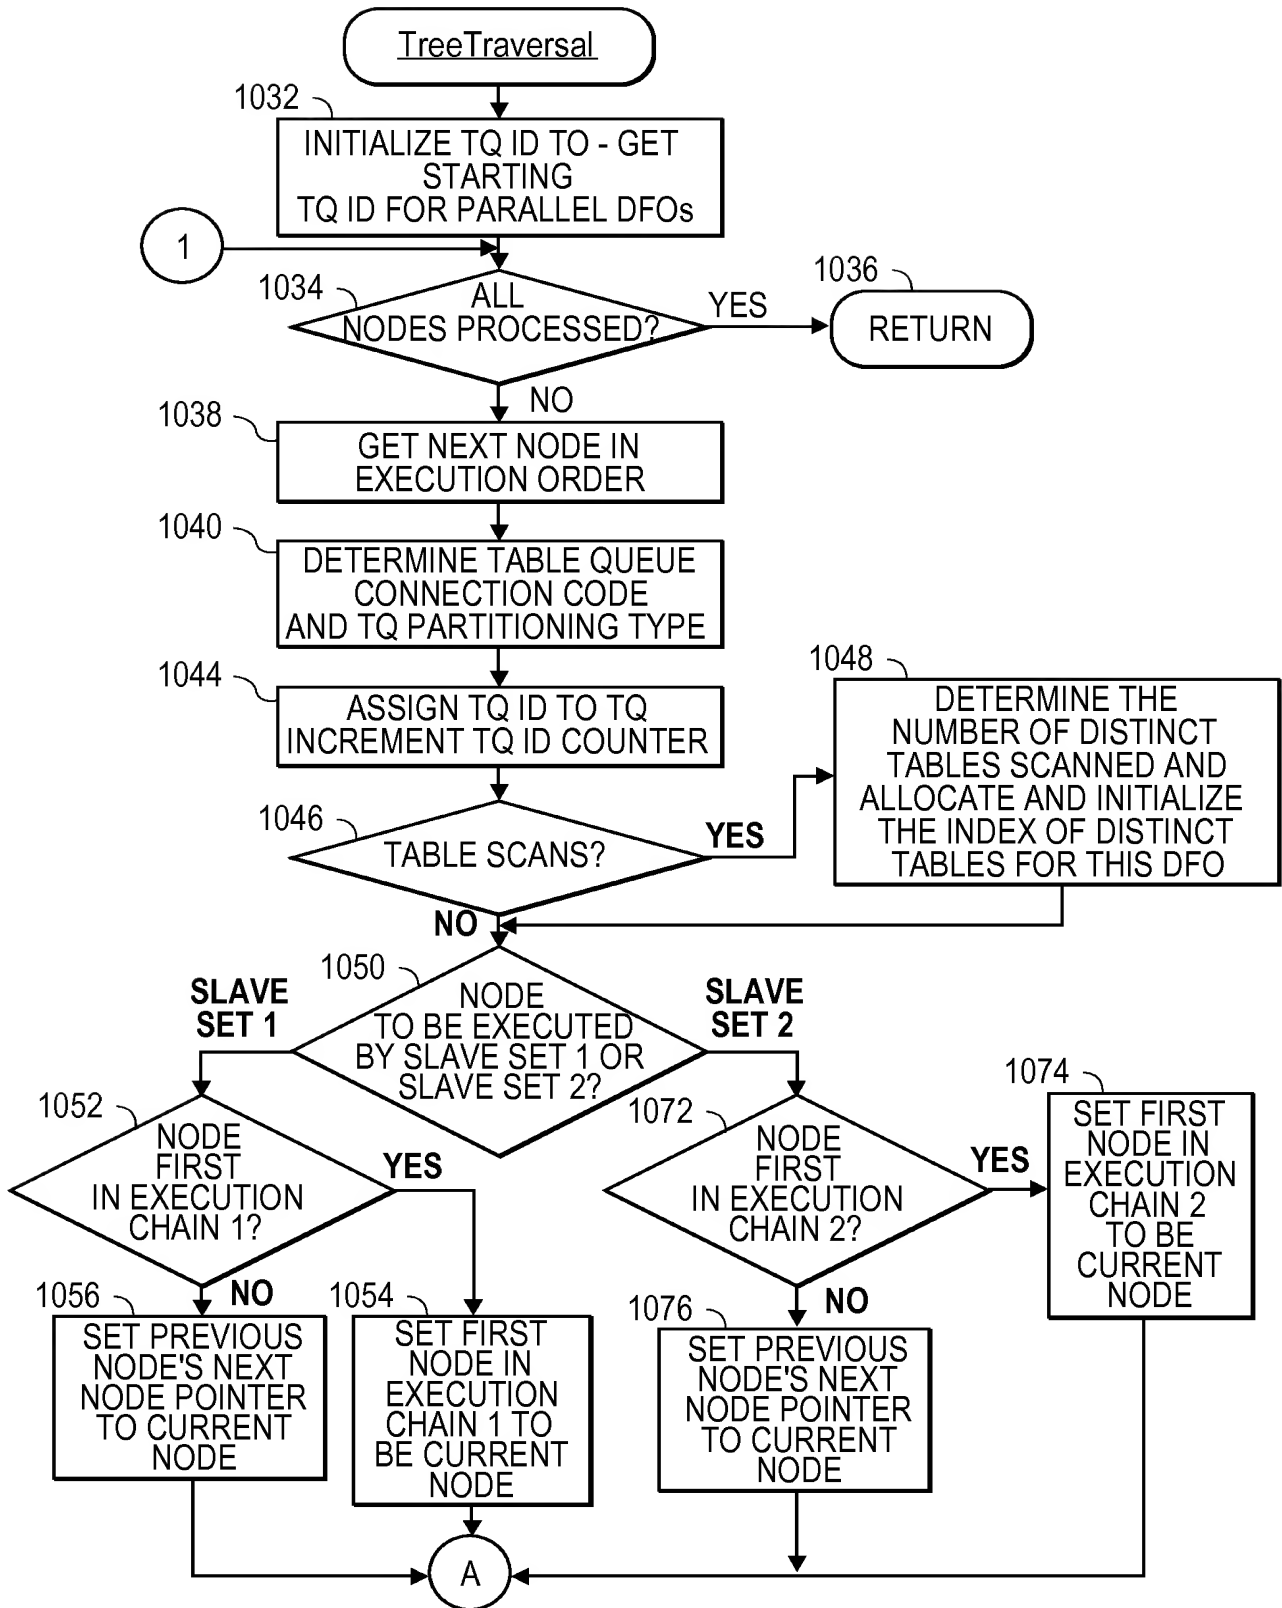 TreeTraversal
1032
INITIALIZE TQ ID TO - GET
STARTING
TQ ID FOR PARALLEL DFOs
1
1034
ALL
NODES PROCESSED?
YES
1036
RETURN
NO
1038
GET NEXT NODE IN
EXECUTION ORDER
1040
DETERMINE TABLE QUEUE
CONNECTION CODE
AND TQ PARTITIONING TYPE
1044
ASSIGN TQ ID TO TQ
INCREMENT TQ ID COUNTER
1046
TABLE SCANS?
YES
1048
DETERMINE THE
NUMBER OF DISTINCT
TABLES SCANNED AND
ALLOCATE AND INITIALIZE
THE INDEX OF DISTINCT
TABLES FOR THIS DFO
NO
1050
NODE
TO BE EXECUTED
BY SLAVE SET 1 OR
SLAVE SET 2?
SLAVE
SET 1
SLAVE
SET 2
1052
NODE
FIRST
IN EXECUTION
CHAIN 1?
YES
NO
1056
SET PREVIOUS
NODE'S NEXT
NODE POINTER
TO CURRENT
NODE
1054
SET FIRST
NODE IN
EXECUTION
CHAIN 1 TO
BE CURRENT
NODE
1072
NODE
FIRST
IN EXECUTION
CHAIN 2?
YES
NO
1074
SET FIRST
NODE IN
EXECUTION
CHAIN 2
TO BE
CURRENT
NODE
1076
SET PREVIOUS
NODE'S NEXT
NODE POINTER
TO CURRENT
NODE
A